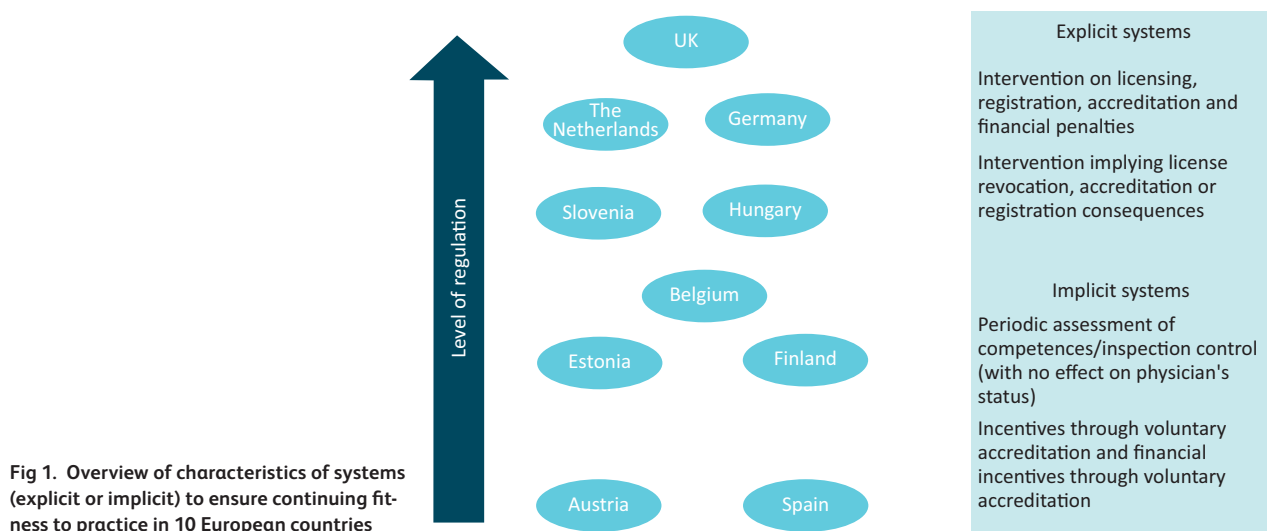 UK
The
Netherlands
Germany
Slovenia
Hungary
Belgium
Estonia
Finland
Austria
Spain
Level of regulation
Explicit systems
Intervention on licensing,
registration, accreditation and
financial penalties
Intervention implying license
revocation, accreditation or
registration consequences
Implicit systems
Periodic assessment of
competences/inspection control
(with no effect on physician's
status)
Incentives through voluntary
accreditation and financial
incentives through voluntary
accreditation
Fig 1. Overview of characteristics of systems
(explicit or implicit) to ensure continuing fit-
ness to practice in 10 European countries